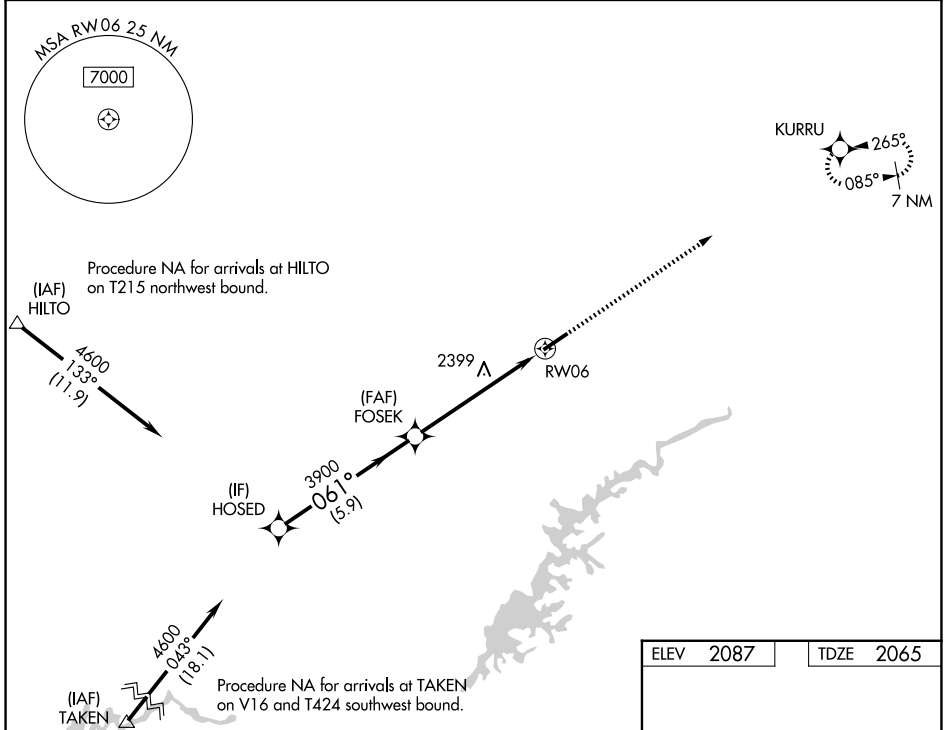 MSA RW06 25 NM
7000
KURRU
265°
085°
7 NM
Procedure NA for arrivals at HILTO
on T215 northwest bound.
(IAF)
HILTO
4600
133°
(11.9)
2399
RW06
(FAF)
FOSEK
3900
061°
(5.9)
(IF)
HOSED
4600
043°
(18.1)
(IAF)
TAKEN
Procedure NA for arrivals at TAKEN
on V16 and T424 southwest bound.
ELEV 2087
TDZE 2065